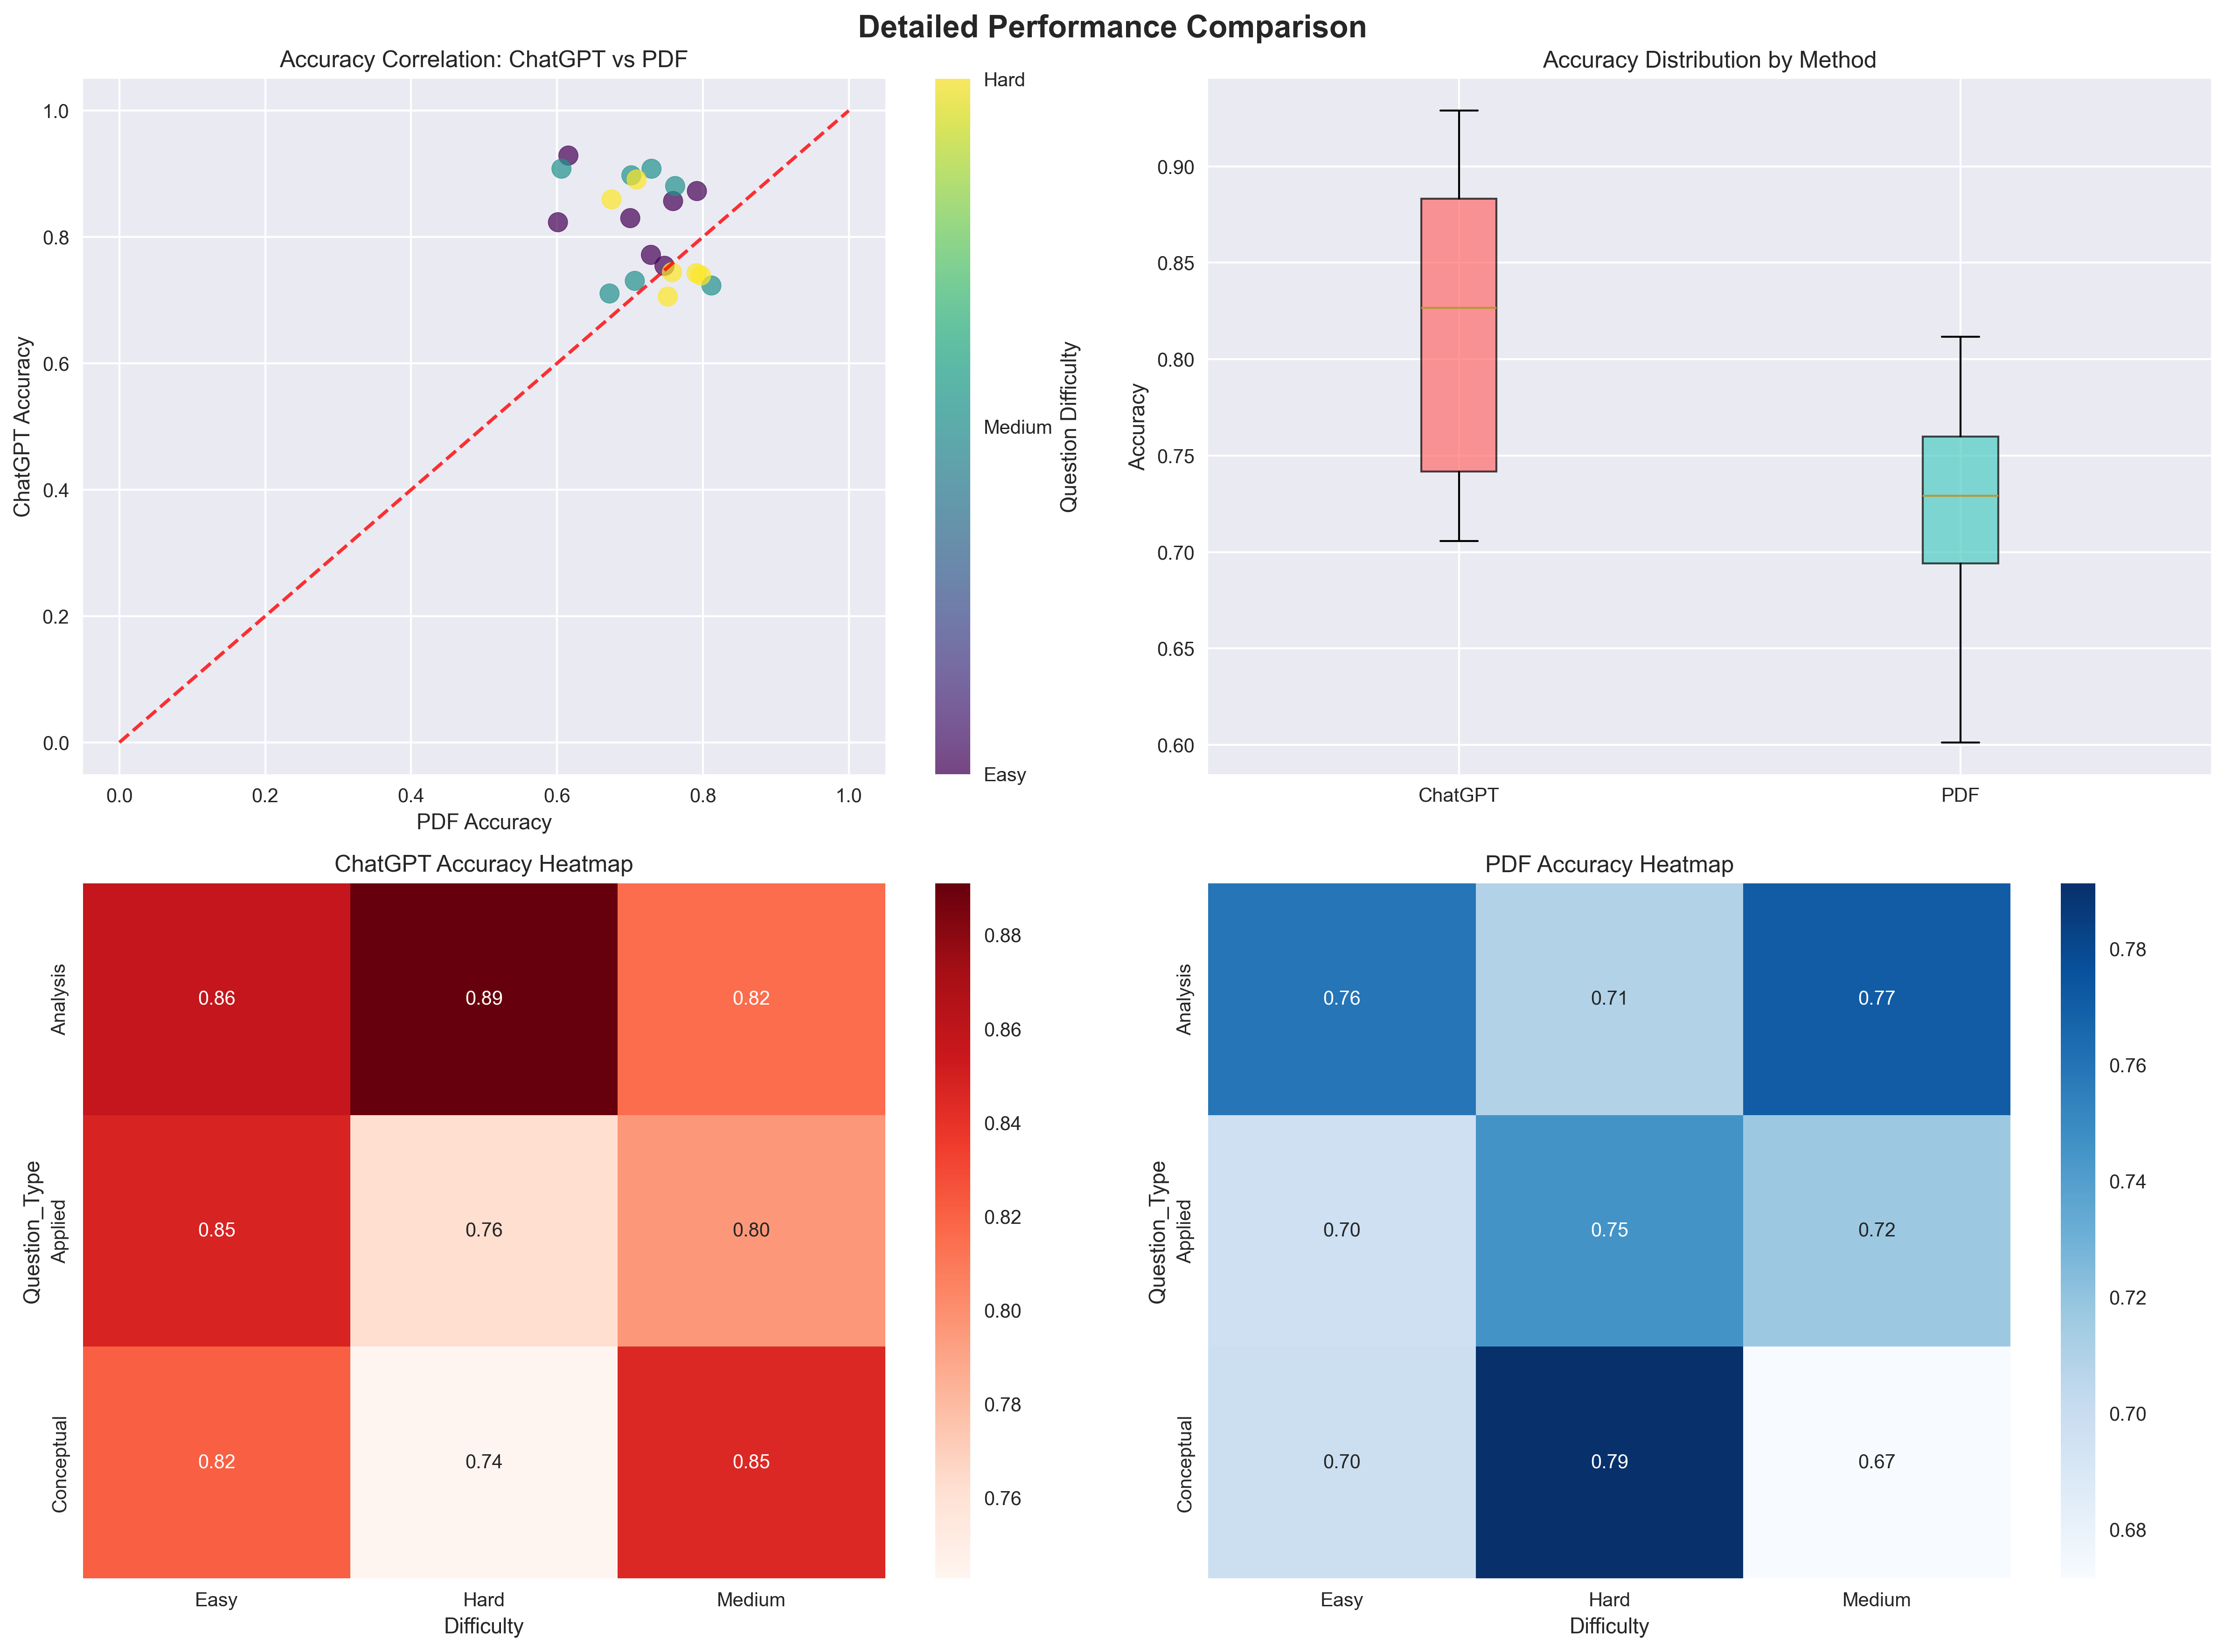 Detailed Performance Comparison
Accuracy Correlation: ChatGPT vs PDF
1.0
0.8
0.6
0.4
0.2
0.0
ChatGPT Accuracy
0.0 0.2 0.4 0.6 0.8 1.0
PDF Accuracy
Hard
Medium
Easy
Question Difficulty
Accuracy Distribution by Method
0.90
0.85
0.80
0.75
0.70
0.65
0.60
Accuracy
ChatGPT PDF
ChatGPT Accuracy Heatmap
Question_Type
Analysis
0.86 0.89 0.82
Applied
0.85 0.76 0.80
Conceptual
0.82 0.74 0.85
Easy Hard Medium
Difficulty
0.88
0.86
0.84
0.82
0.80
0.78
0.76
PDF Accuracy Heatmap
Question_Type
Analysis
0.76 0.71 0.77
Applied
0.70 0.75 0.72
Conceptual
0.70 0.79 0.67
Easy Hard Medium
Difficulty
0.78
0.76
0.74
0.72
0.70
0.68